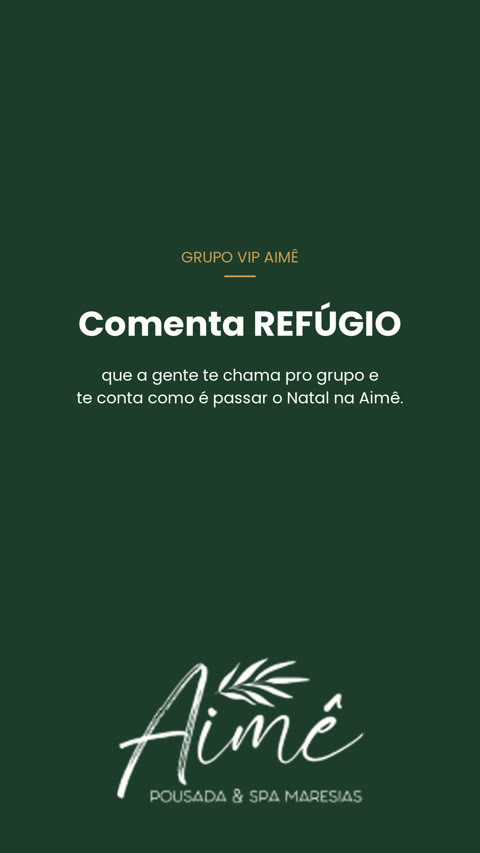 GRUPO VIP AIMÊ
Comenta REFÚGIO
que a gente te chama pro grupo e
te conta como é passar o Natal na Aimê.
Aimê
POUSADA & SPA MARESIAS